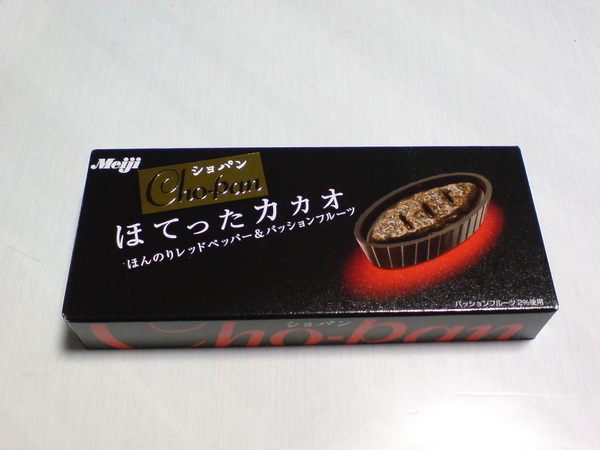 Meiji
ショパン
Cho-pan
ほてったカカオ
ほんのりレッドペッパー&パッションフルーツ
パッションフルーツ2%使用
ショパン
Cho-pan